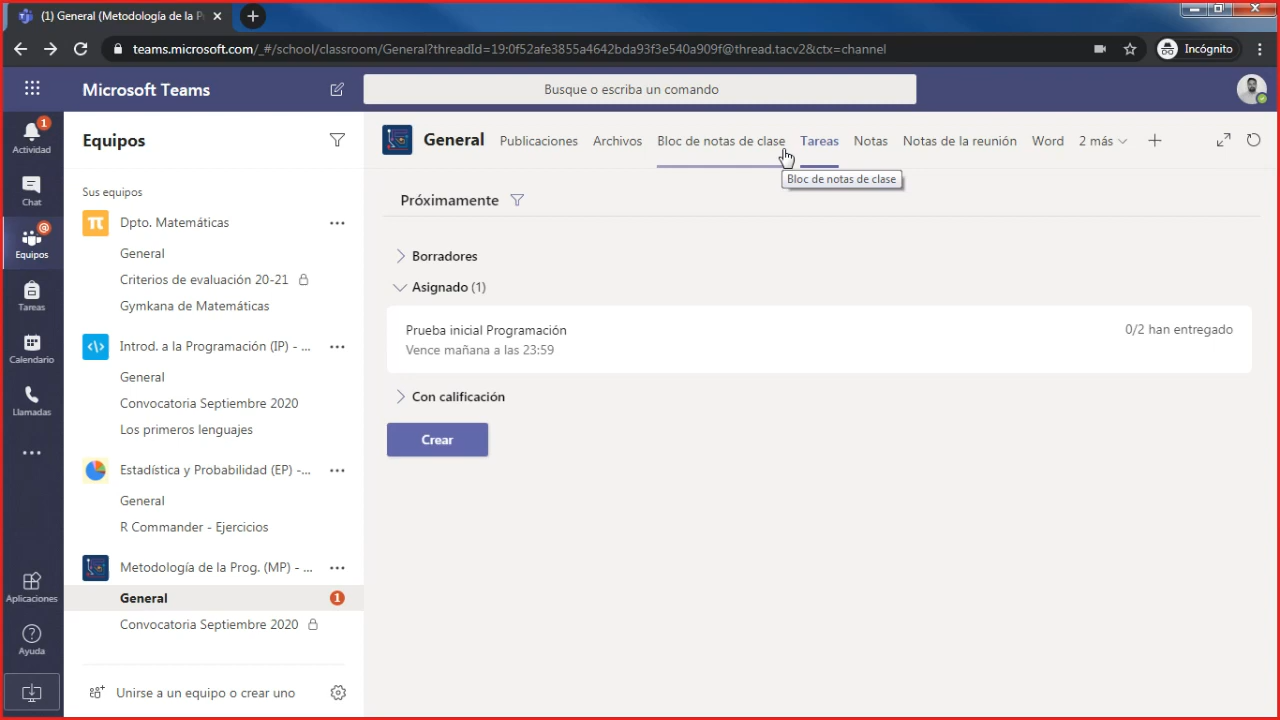 (1) General (Metodología de la P
teams.microsoft.com/_#/school/classroom/General?threadId=19:0f52afe3855a4642bda93f3e540a909f@thread.tacv2&ctx=channel
Incógnito
Microsoft Teams
Busque o escriba un comando
Actividad
1
Chat
Equipos
@
Tareas
Calendario
Llamadas
Aplicaciones
Ayuda
Equipos
Sus equipos
Dpto. Matemáticas
General
Criterios de evaluación 20-21
Gymkana de Matemáticas
Introd. a la Programación (IP) - ...
General
Convocatoria Septiembre 2020
Los primeros lenguajes
Estadística y Probabilidad (EP) -...
General
R Commander - Ejercicios
Metodología de la Prog. (MP) - ...
General 1
Convocatoria Septiembre 2020
Unirse a un equipo o crear uno
General Publicaciones Archivos Bloc de notas de clase Tareas Notas Notas de la reunión Word 2 más
Bloc de notas de clase
Próximamente
Borradores
Asignado (1)
Prueba inicial Programación 0/2 han entregado
Vence mañana a las 23:59
Con calificación
Crear